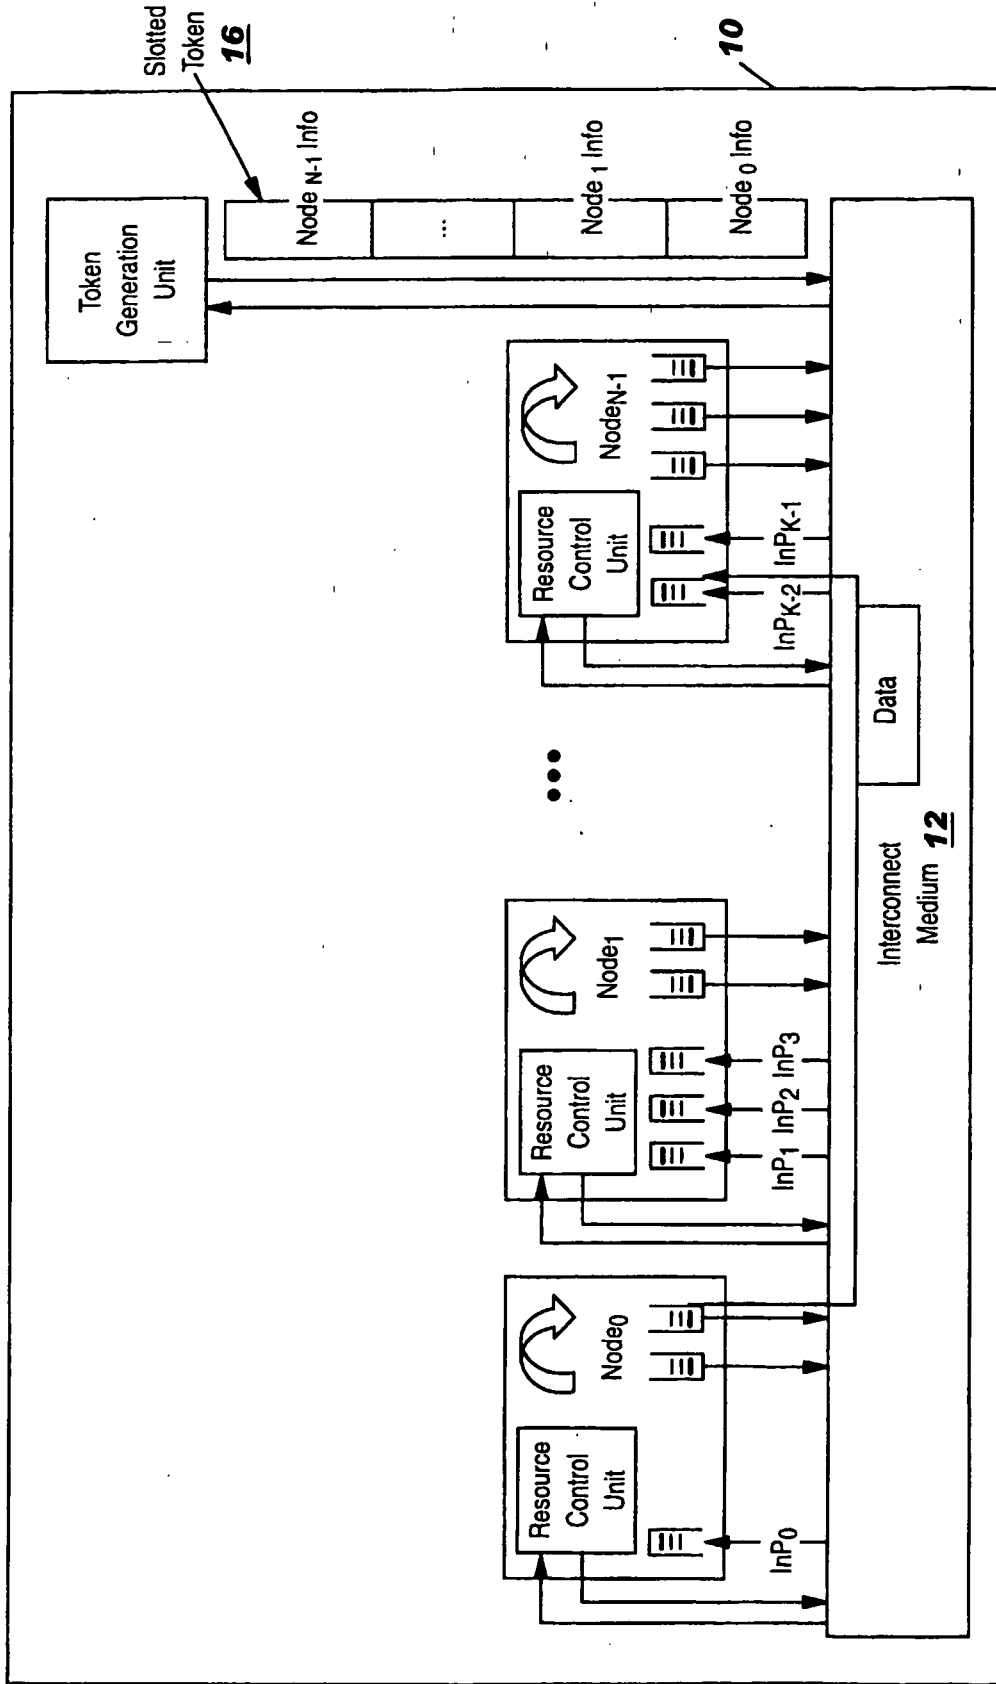 Slotted
Token
16
10
Token
Generation
Unit
Node N-1 Info
...
Node 1 Info
Node 0 Info
Resource
Control
Unit
Node0
InP0
Resource
Control
Unit
Node1
InP1
InP2
InP3
Resource
Control
Unit
NodeN-1
InPK-2
InPK-1
Data
Interconnect
Medium 12